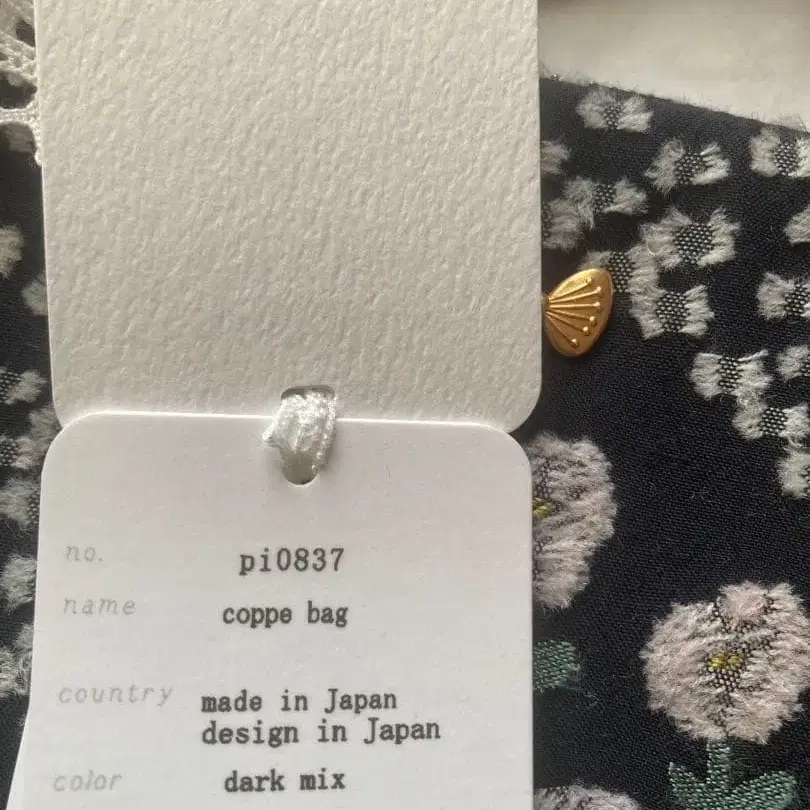 no. pi0837
name coppe bag
country made in Japan
design in Japan
color dark mix